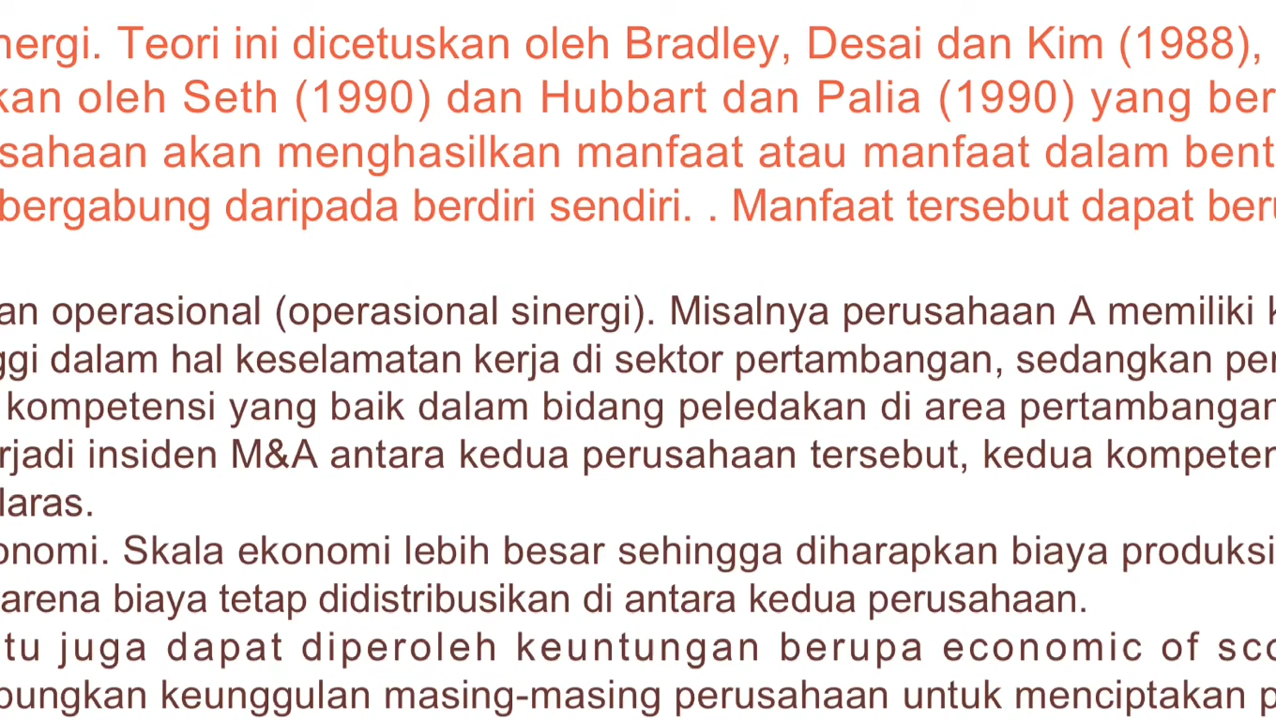 nergi. Teori ini dicetuskan oleh Bradley, Desai dan Kim (1988),
kan oleh Seth (1990) dan Hubbart dan Palia (1990) yang ber
sahaan akan menghasilkan manfaat atau manfaat dalam bent
bergabung daripada berdiri sendiri. . Manfaat tersebut dapat beru
an operasional (operasional sinergi). Misalnya perusahaan A memiliki k
ggi dalam hal keselamatan kerja di sektor pertambangan, sedangkan per
kompetensi yang baik dalam bidang peledakan di area pertambangan
rjadi insiden M&A antara kedua perusahaan tersebut, kedua kompeten
laras.
onomi. Skala ekonomi lebih besar sehingga diharapkan biaya produksi
arena biaya tetap didistribusikan di antara kedua perusahaan.
tu juga dapat diperoleh keuntungan berupa economic of sco
bungkan keunggulan masing-masing perusahaan untuk menciptakan p